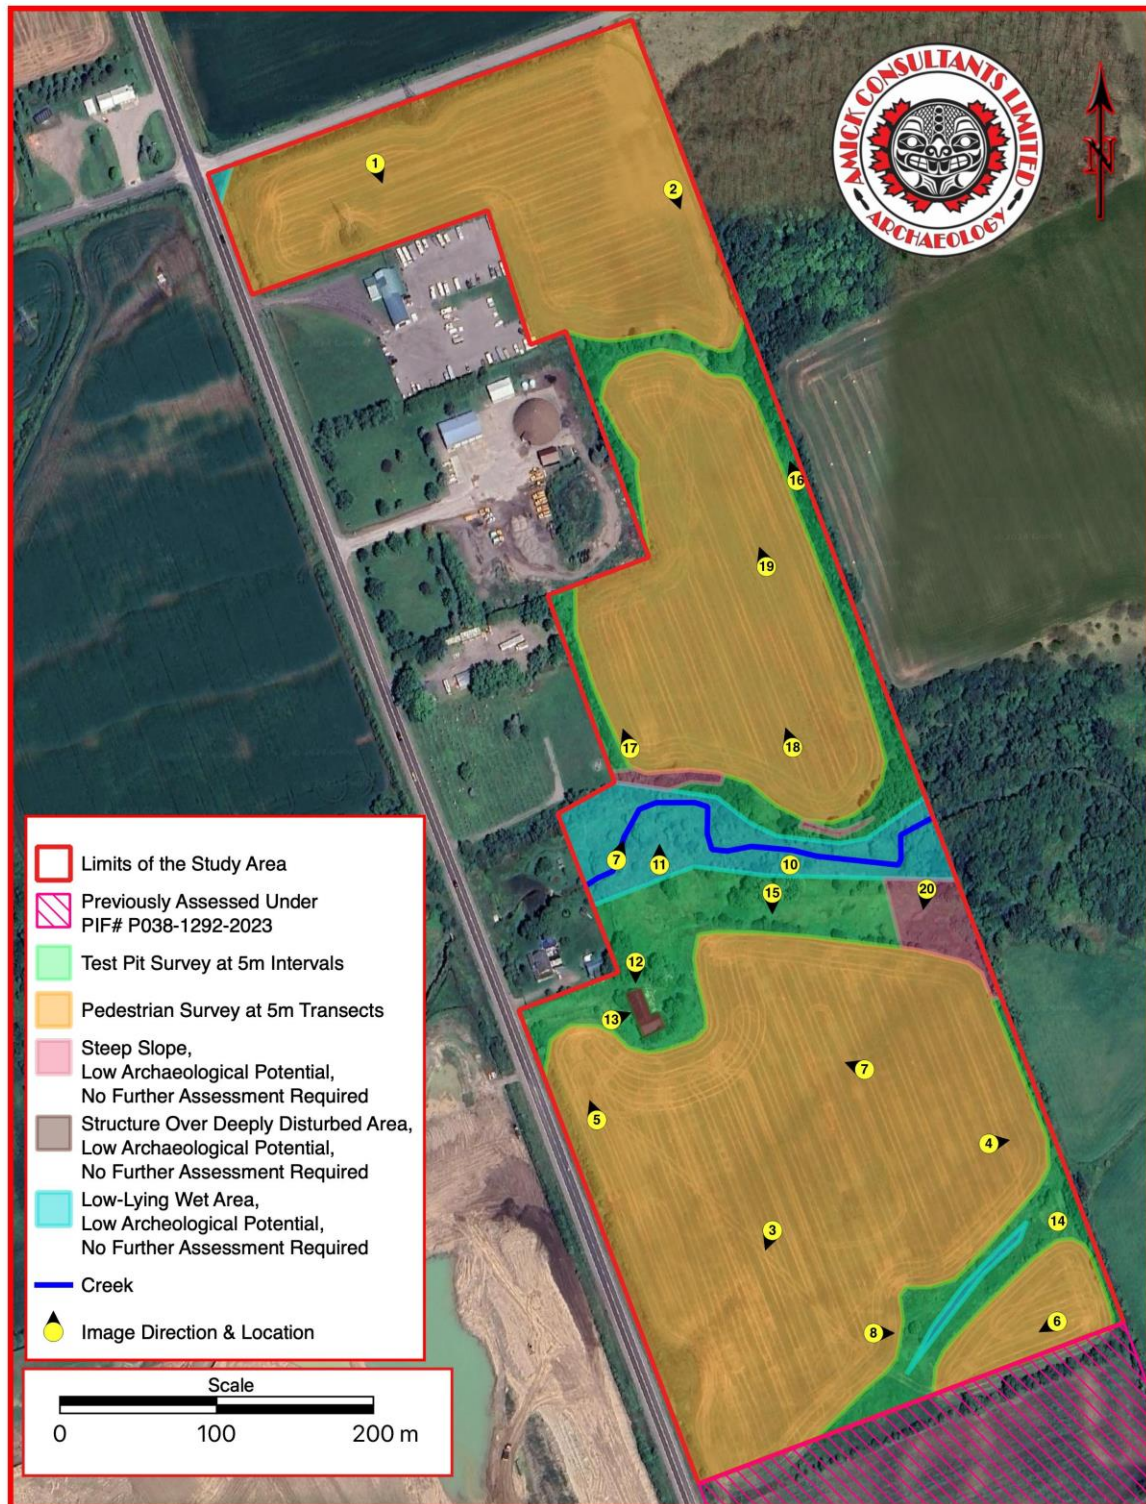 AMICK CONSULTANTS LIMITED
ARCHAEOLOGY
N
1
2
16
19
17
18
7
11
10
20
15
12
13
7
5
4
3
14
8
6
Limits of the Study Area
Previously Assessed Under
PIF# P038-1292-2023
Test Pit Survey at 5m Intervals
Pedestrian Survey at 5m Transects
Steep Slope,
Low Archaeological Potential,
No Further Assessment Required
Structure Over Deeply Disturbed Area,
Low Archaeological Potential,
No Further Assessment Required
Low-Lying Wet Area,
Low Archeological Potential,
No Further Assessment Required
Creek
Image Direction & Location
Scale
0 100 200 m